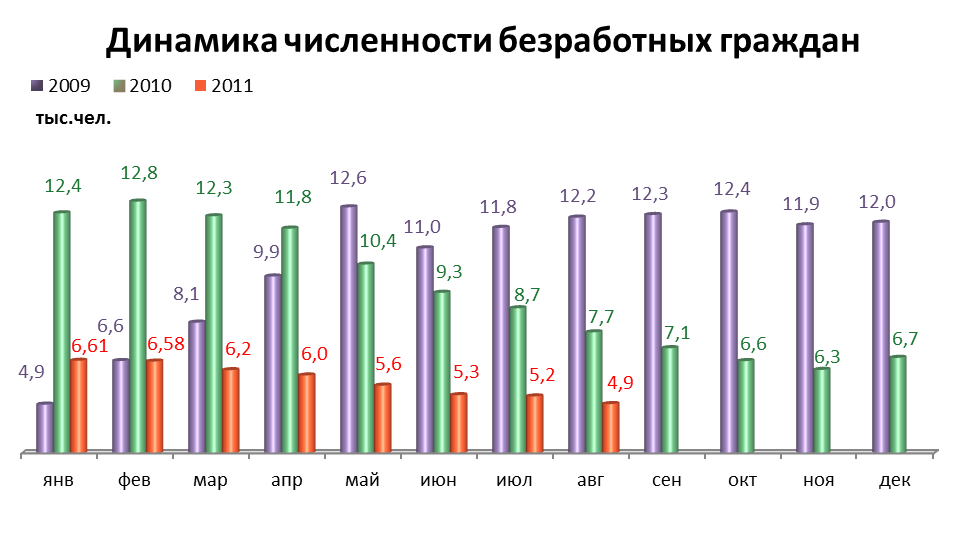 Динамика численности безработных граждан
2009 2010 2011
тыс.чел.
4,9 12,4 6,61
6,6 12,8 6,58
8,1 12,3 6,2
9,9 11,8 6,0
12,6 10,4 5,6
11,0 9,3 5,3
11,8 8,7 5,2
12,2 7,7 4,9
12,3 7,1
12,4 6,6
11,9 6,3
12,0 6,7
янв фев мар апр май июн июл авг сен окт ноя дек